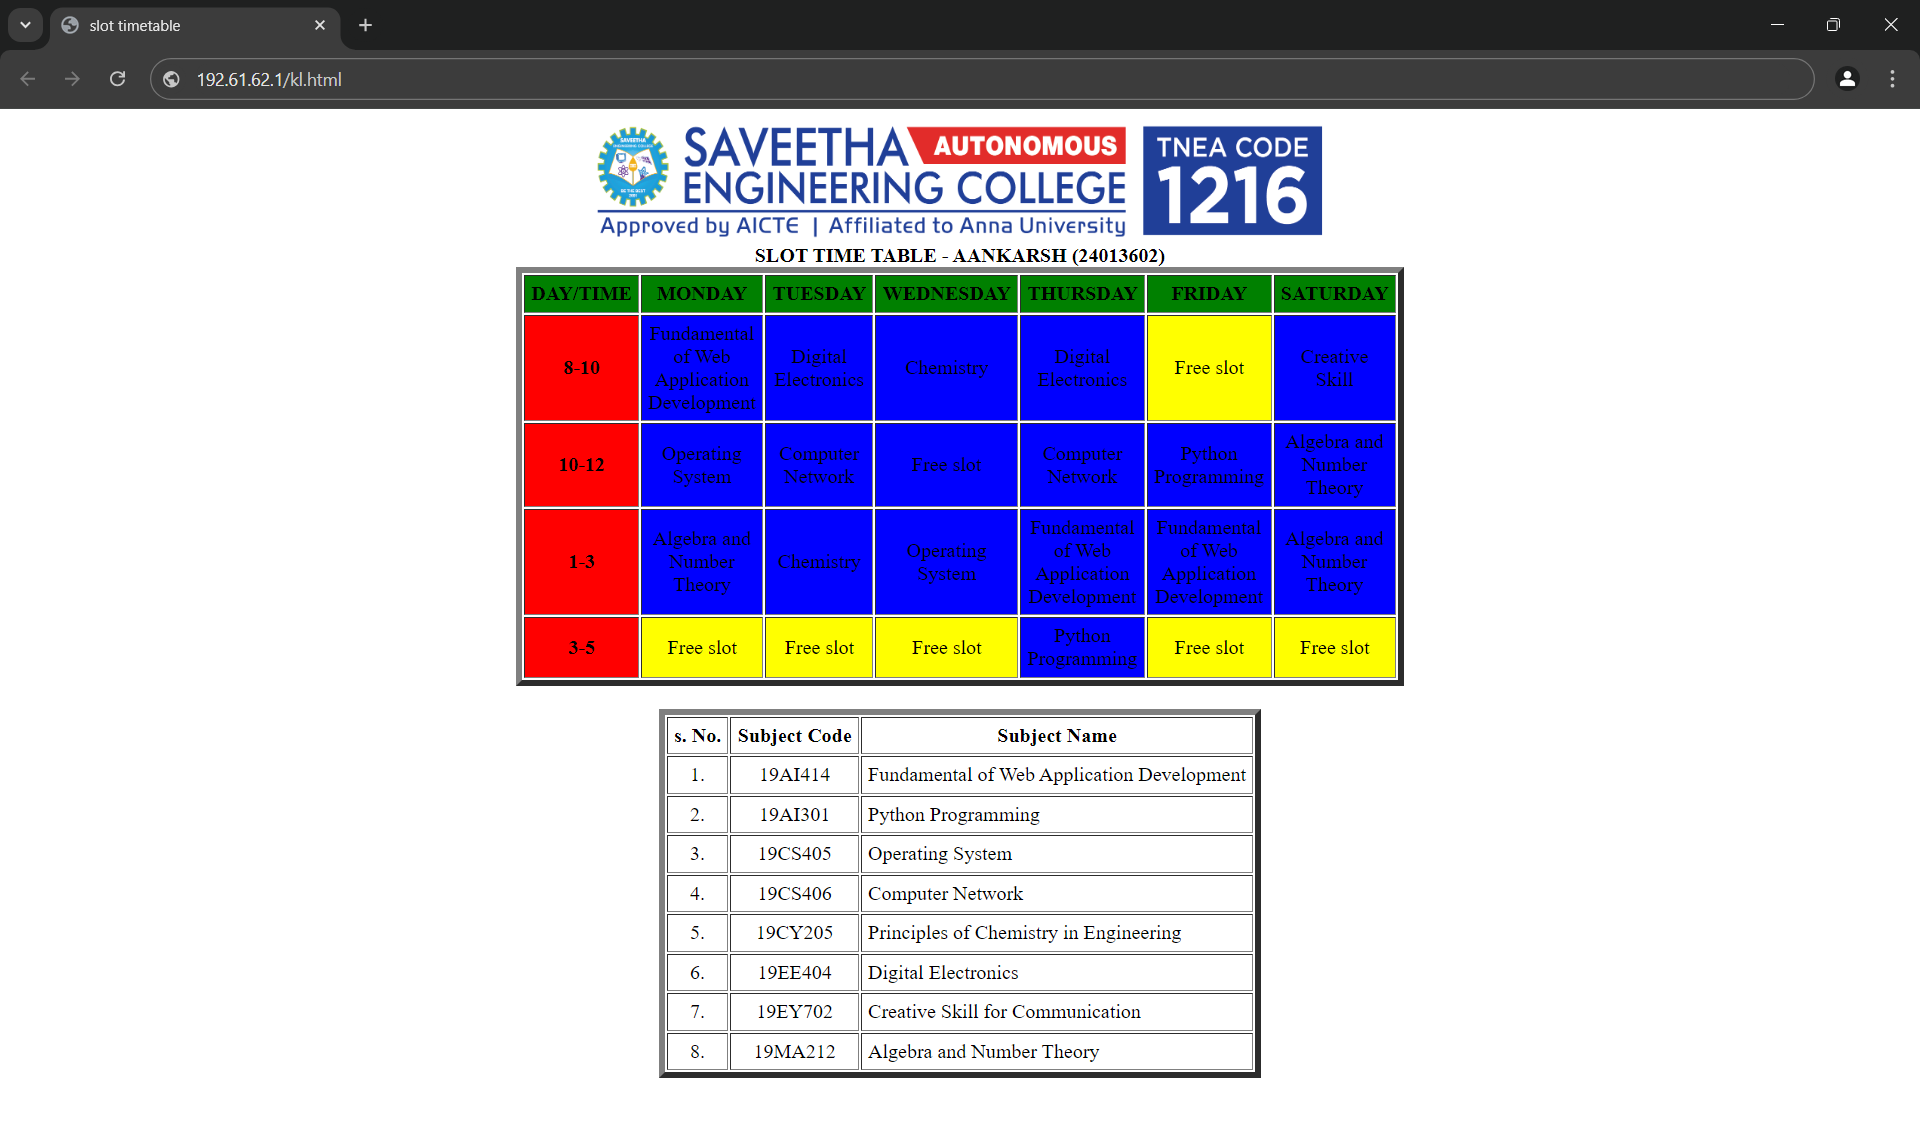 slot timetable
192.61.62.1/kl.html
SAVEETHA AUTONOMOUS
ENGINEERING COLLEGE
Approved by AICTE | Affiliated to Anna University
TNEA CODE
1216
SLOT TIME TABLE - AANKARSH (24013602)
DAY/TIME MONDAY TUESDAY WEDNESDAY THURSDAY FRIDAY SATURDAY
8-10
Fundamental
of Web
Application
Development
Digital
Electronics
Chemistry
Digital
Electronics
Free slot
Creative
Skill
10-12
Operating
System
Computer
Network
Free slot
Computer
Network
Python
Programming
Algebra and
Number
Theory
1-3
Algebra and
Number
Theory
Chemistry
Operating
System
Fundamental
of Web
Application
Development
Fundamental
of Web
Application
Development
Algebra and
Number
Theory
3-5
Free slot
Free slot
Free slot
Python
Programming
Free slot
Free slot
s. No. Subject Code Subject Name
1. 19AI414 Fundamental of Web Application Development
2. 19AI301 Python Programming
3. 19CS405 Operating System
4. 19CS406 Computer Network
5. 19CY205 Principles of Chemistry in Engineering
6. 19EE404 Digital Electronics
7. 19EY702 Creative Skill for Communication
8. 19MA212 Algebra and Number Theory